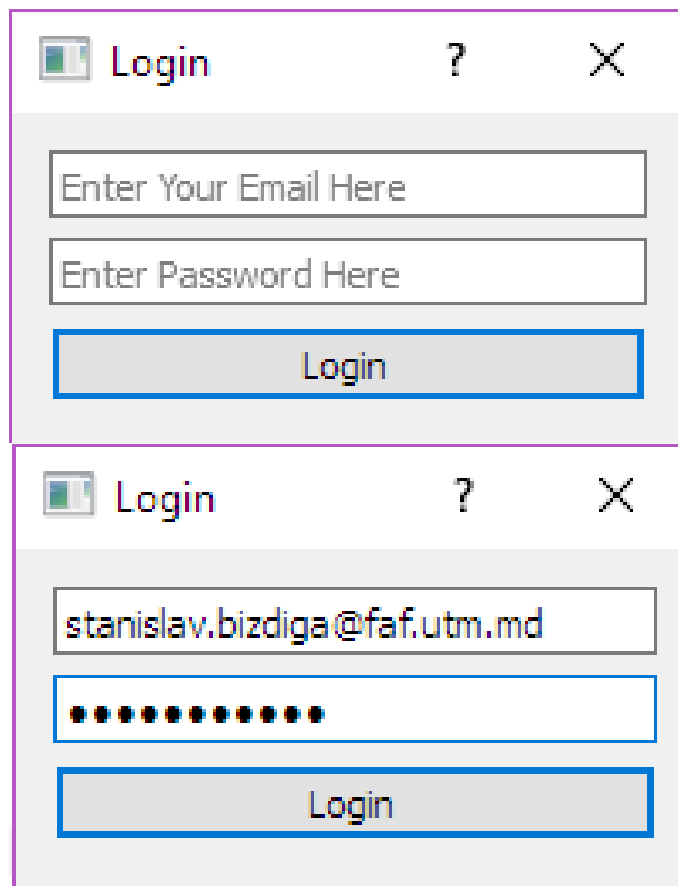 Login ?
Enter Your Email Here
Enter Password Here
Login
Login ?
stanislav.bizdiga@faf.utm.md
●●●●●●●●●●●
Login